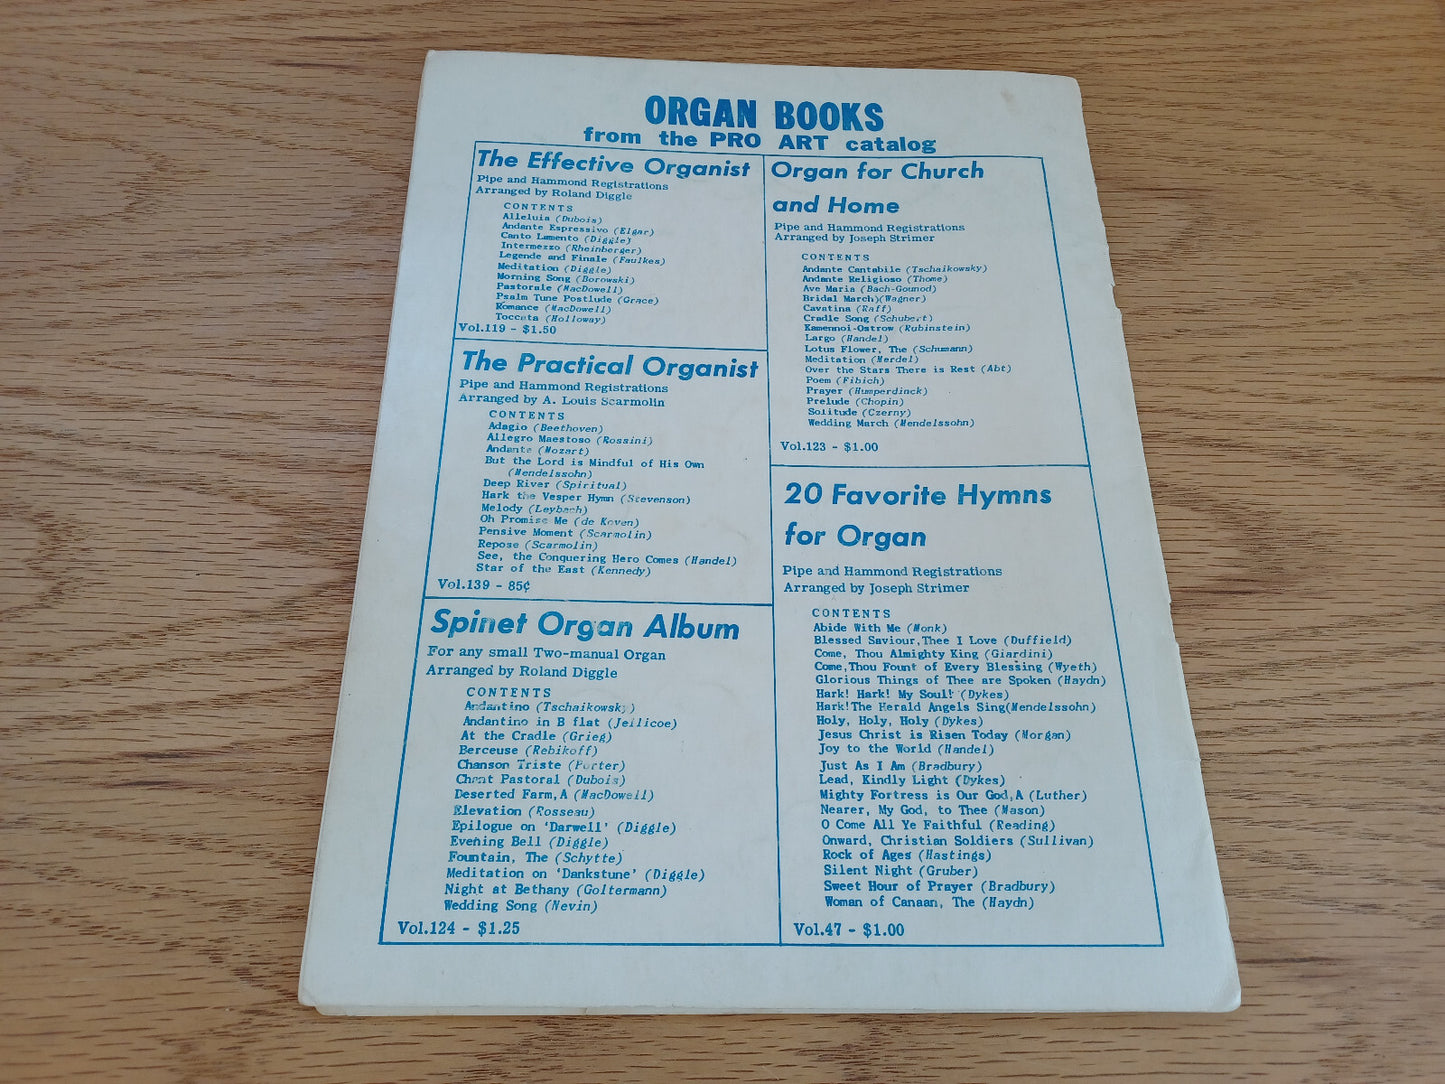 ORGAN BOOKS
from the PRO ART catalog
The Effective Organist
Pipe and Hammond Registrations
Arranged by Roland Diggle
CONTENTS
Alleluia (Dubois)
Andante Espressivo (Elgar)
Canto Lamento (Diggle)
Intermezzo (Rheinberger)
Legende and Finale (Faulkes)
Meditation (Diggle)
Morning Song (Borowski)
Pastorale (MacDowell)
Psalm Tune Postlude (Grace)
Romance (MacDowell)
Toccata (Holloway)
Vol.119 - $1.50
The Practical Organist
Pipe and Hammond Registrations
Arranged by A. Louis Scarmolin
CONTENTS
Adagio (Beethoven)
Allegro Maestoso (Rossini)
Andante (Mozart)
But the Lord is Mindful of His Own
(Mendelssohn)
Deep River (Spiritual)
Hark the Vesper Hymn (Stevenson)
Melody (Leybach)
Oh Promise Me (de Koven)
Pensive Moment (Scarmolin)
Repose (Scarmolin)
See, the Conquering Hero Comes (Handel)
Star of the East (Kennedy)
Vol.139 - 85¢
Spinet Organ Album
For any small Two-manual Organ
Arranged by Roland Diggle
CONTENTS
Andantino (Tschaikowsky)
Andantino in B flat (Jellicoe)
At the Cradle (Grieg)
Berceuse (Rebikoff)
Chanson Triste (Porter)
Chant Pastoral (Dubois)
Deserted Farm,A (MacDowell)
Elevation (Rosseau)
Epilogue on ‘Darwell’ (Diggle)
Evening Bell (Diggle)
Fountain, The (Schytte)
Meditation on ‘Dankstune’ (Diggle)
Night at Bethany (Goltermann)
Wedding Song (Nevin)
Vol.124 - $1.25
Organ for Church
and Home
Pipe and Hammond Registrations
Arranged by Joseph Strimer
CONTENTS
Andante Cantabile (Tschaikowsky)
Andante Religioso (Thome)
Ave Maria (Bach-Gounod)
Bridal March (Wagner)
Cavatina (Raff)
Cradle Song (Schubert)
Kamennoi-Ostrow (Rubinstein)
Largo (Handel)
Lotus Flower, The (Schumann)
Meditation (Merdel)
Over the Stars There is Rest (Abt)
Poem (Fibich)
Prayer (Humperdinck)
Prelude (Chopin)
Solitude (Czerny)
Wedding March (Mendelssohn)
Vol.123 - $1.00
20 Favorite Hymns
for Organ
Pipe and Hammond Registrations
Arranged by Joseph Strimer
CONTENTS
Abide With Me (Monk)
Blessed Saviour,Thee I Love (Duffield)
Come, Thou Almighty King (Giardini)
Come,Thou Fount of Every Blessing (Wyeth)
Glorious Things of Thee are Spoken (Haydn)
Hark! Hark! My Soul! (Dykes)
Hark!The Herald Angels Sing(Mendelssohn)
Holy, Holy, Holy (Dykes)
Jesus Christ is Risen Today (Morgan)
Joy to the World (Handel)
Just As I Am (Bradbury)
Lead, Kindly Light (Dykes)
Mighty Fortress is Our God,A (Luther)
Nearer, My God, to Thee (Mason)
O Come All Ye Faithful (Reading)
Onward, Christian Soldiers (Sullivan)
Rock of Ages (Hastings)
Silent Night (Gruber)
Sweet Hour of Prayer (Bradbury)
Woman of Canaan, The (Haydn)
Vol.47 - $1.00